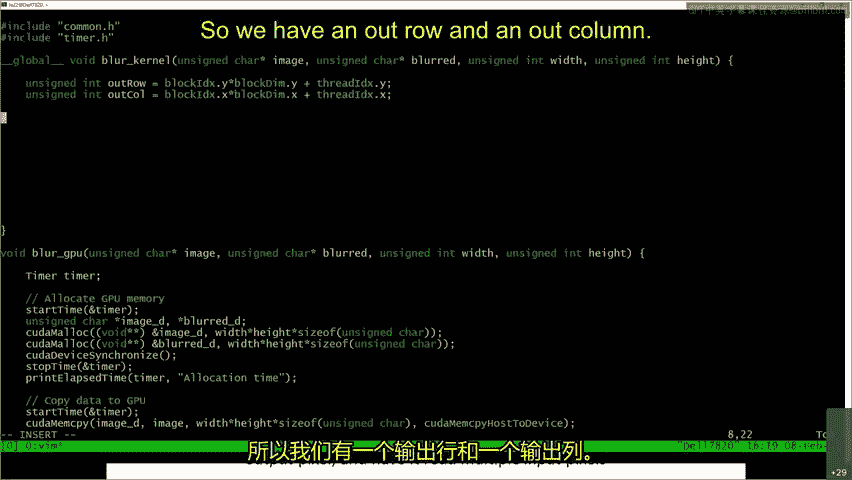 So we have an out row and an out column.
#include "common.h"
#include "timer.h"
__global__ void blur_kernel(unsigned char* image, unsigned char* blurred, unsigned int width, unsigned int height) {
unsigned int outRow = blockIdx.y*blockDim.y + threadIdx.y;
unsigned int outCol = blockIdx.x*blockDim.x + threadIdx.x;
}
void blur_gpu(unsigned char* image, unsigned char* blurred, unsigned int width, unsigned int height) {
Timer timer;
// Allocate GPU memory
startTime(&timer);
unsigned char *image_d, *blurred_d;
cudaMalloc((void**) &image_d, width*height*sizeof(unsigned char));
cudaMalloc((void**) &blurred_d, width*height*sizeof(unsigned char));
cudaDeviceSynchronize();
stopTime(&timer);
printElapsedTime(timer, "Allocation time");
// Copy data to GPU
startTime(&timer);
cudaMemcpy(image_d, image, width*height*sizeof(unsigned char), cudaMemcpyHostToDevice);
-- INSERT -- 8,22
[0] 0:vim*
所以我们有一个输出行和一个输出列。
+29